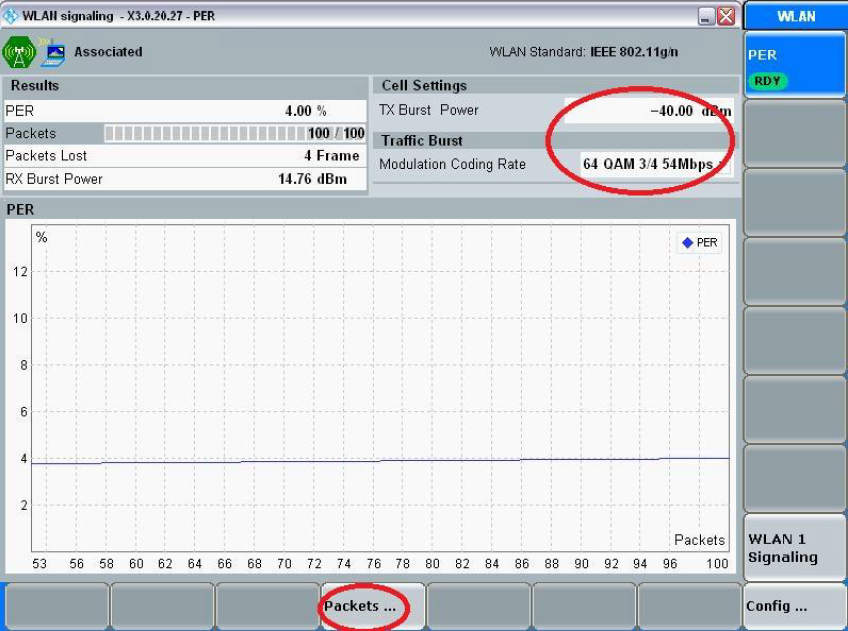 WLAN signaling - X3.0.20.27 - PER
WLAN
Associated
WLAN Standard: IEEE 802.11g/n
PER
RDY
Results
Cell Settings
PER 4.00 %
TX Burst Power -40.00 dBm
Packets 100 / 100
Traffic Burst
Packets Lost 4 Frame
Modulation Coding Rate 64 QAM 3/4 54Mbps
RX Burst Power 14.76 dBm
PER
%
PER
12
10
8
6
4
2
Packets
53 56 58 60 62 64 66 68 70 72 74 76 78 80 82 84 86 88 90 92 94 96 100
WLAN 1
Signaling
Packets ...
Config ...